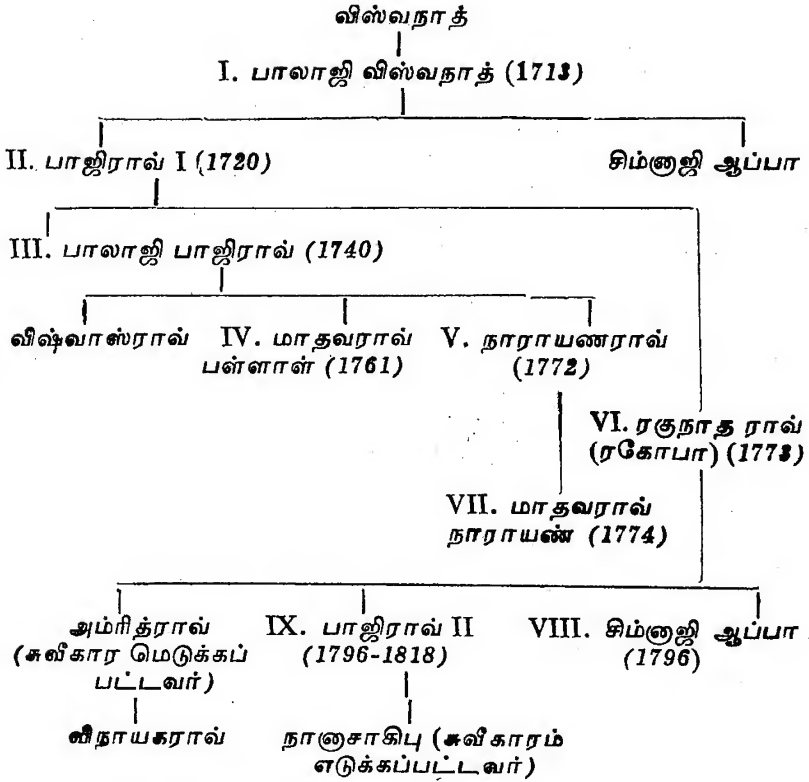 விஸ்வநாத்
I. பாலாஜி விஸ்வநாத் (1713)
II. பாஜிராவ் I (1720) சிம்னாஜி ஆப்பா
III. பாலாஜி பாஜிராவ் (1740)
விஷ்வாஸ்ராவ் IV. மாதவராவ் V. நாராயணராவ்
பள்ளாள் (1761) (1772)
VI. ரகுநாத ராவ்
(ரகோபா) (1773)
VII. மாதவராவ்
நாராயண் (1774)
அம்ரித்ராவ் IX. பாஜிராவ் II VIII. சிம்னாஜி ஆப்பா
(சுவீகார மெடுக்கப் (1796-1818) (1796)
பட்டவர்)
வீநாயகராவ் நானாசாகிபு (சுவீகாரம்
எடுக்கப்பட்டவர்)